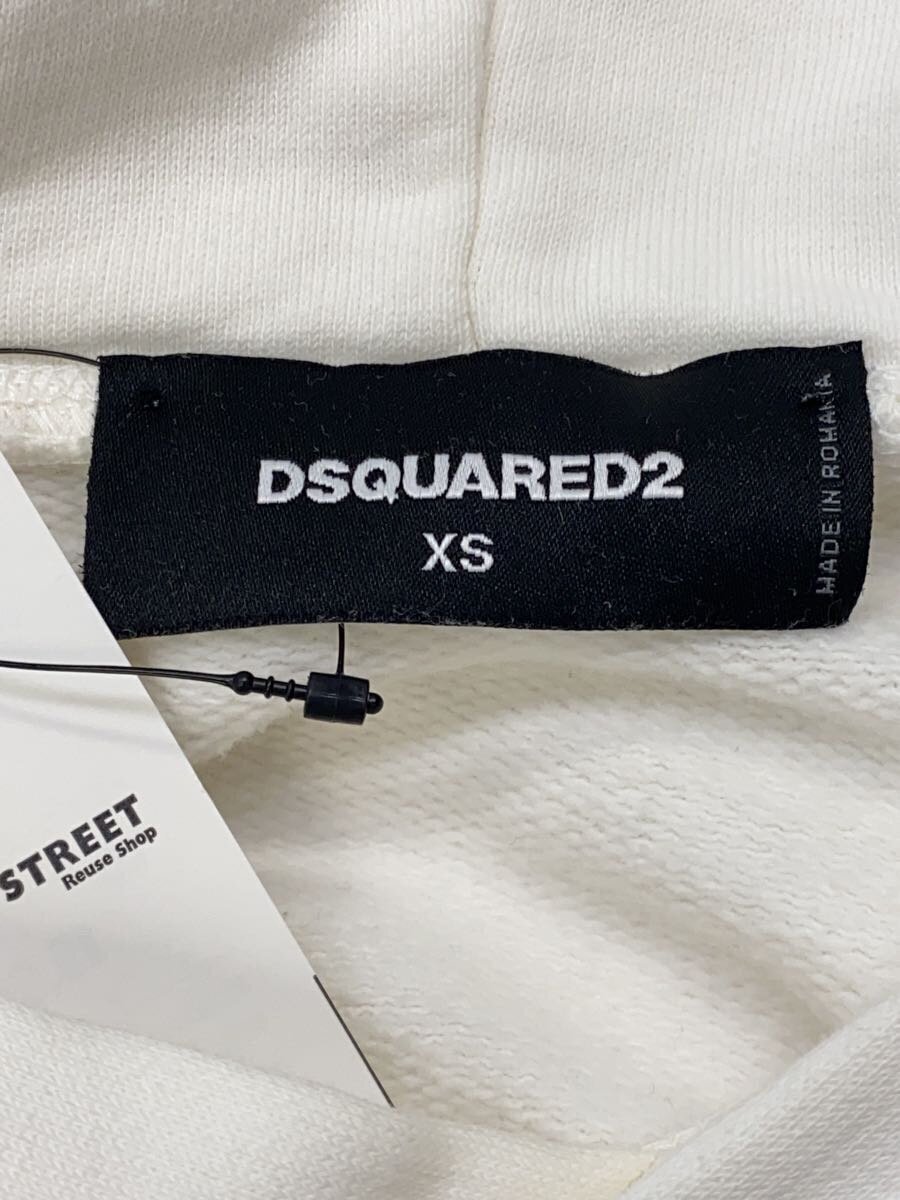 DSQUARED2
XS
MADE IN ROMANIA
STREET
Reuse Shop